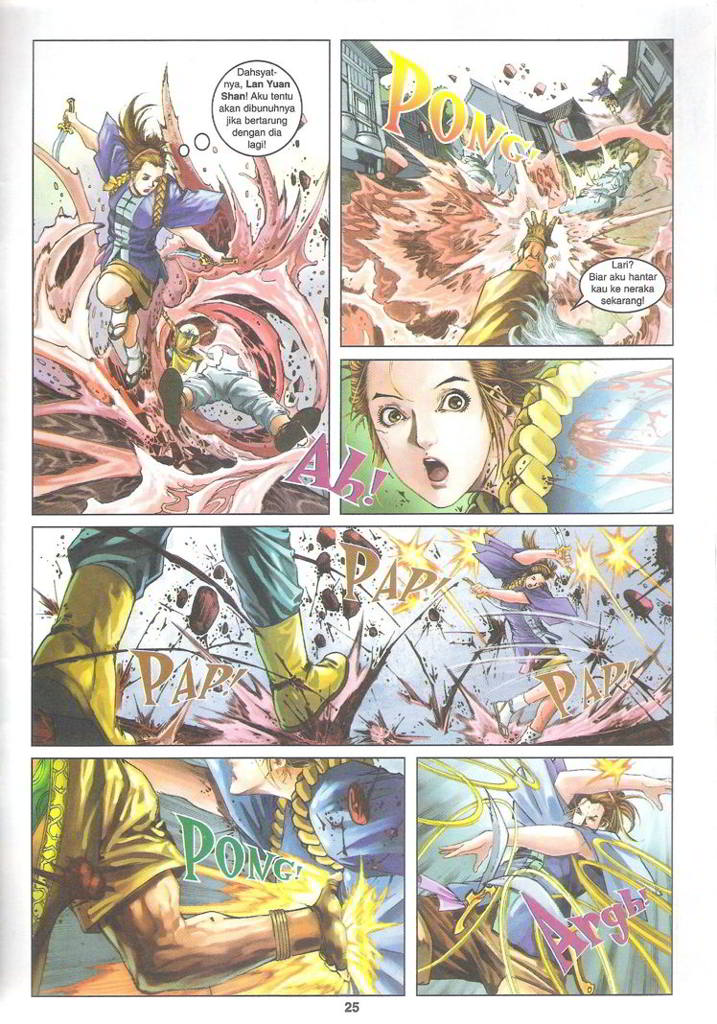 Dahsyat-
nya, Lan Yuan
Shan! Aku tentu
akan dibunuhnya
jika bertarung
dengan dia
lagi!
PONG!
Lari?
Biar aku hantar
kau ke neraka
sekarang!
Ah!
PAP!
PAP!
PAP!
PONG!
Argh!
25